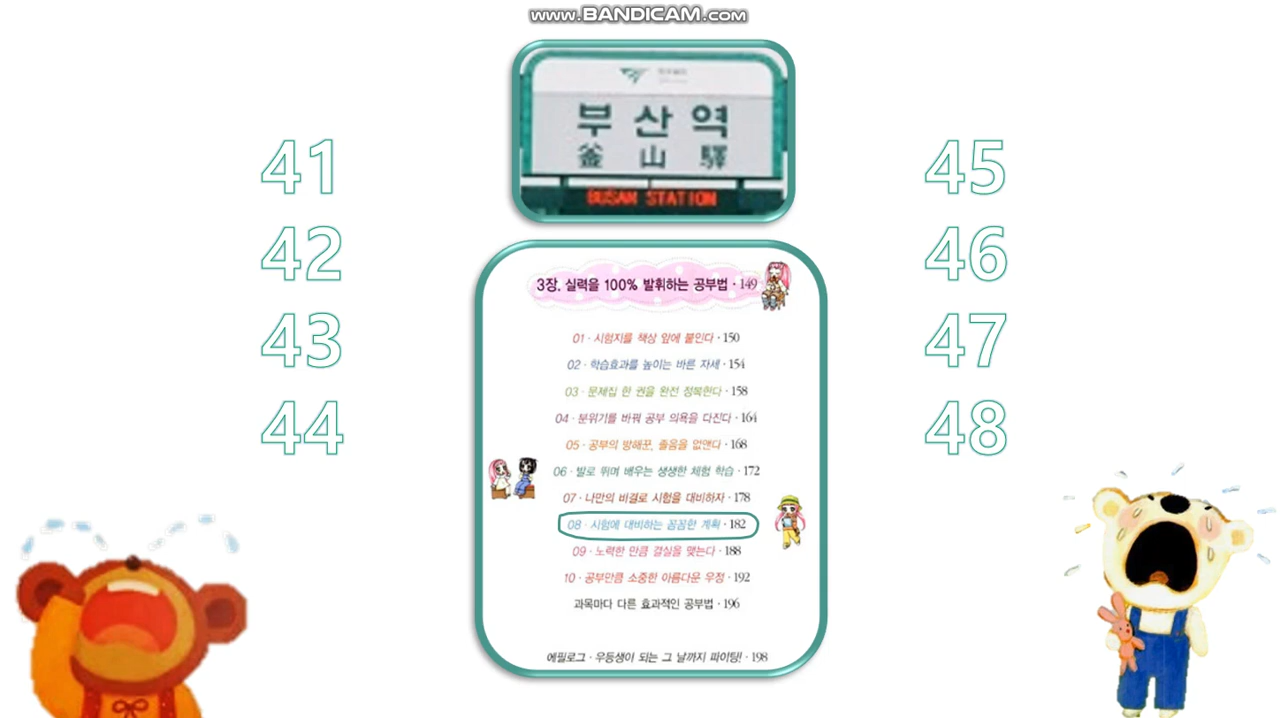 www.BANDICAM.com
부산역
釜山驛
BUSAN STATION
41
42
43
44
45
46
47
48
3장. 실력을 100% 발휘하는 공부법 · 149
01 · 시험지를 책상 앞에 붙인다 · 150
02 · 학습효과를 높이는 바른 자세 · 154
03 · 문제집 한 권을 완전 정복한다 · 158
04 · 분위기를 바꿔 공부 의욕을 다진다 · 164
05 · 공부의 방해꾼, 졸음을 없앤다 · 168
06 · 발로 뛰며 배우는 생생한 체험 학습 · 172
07 · 나만의 비결로 시험을 대비하자 · 178
08 · 시험에 대비하는 꼼꼼한 계획 · 182
09 · 노력한 만큼 결실을 맺는다 · 188
10 · 공부만큼 소중한 아름다운 우정 · 192
과목마다 다른 효과적인 공부법 · 196
에필로그 · 우등생이 되는 그 날까지 파이팅! · 198